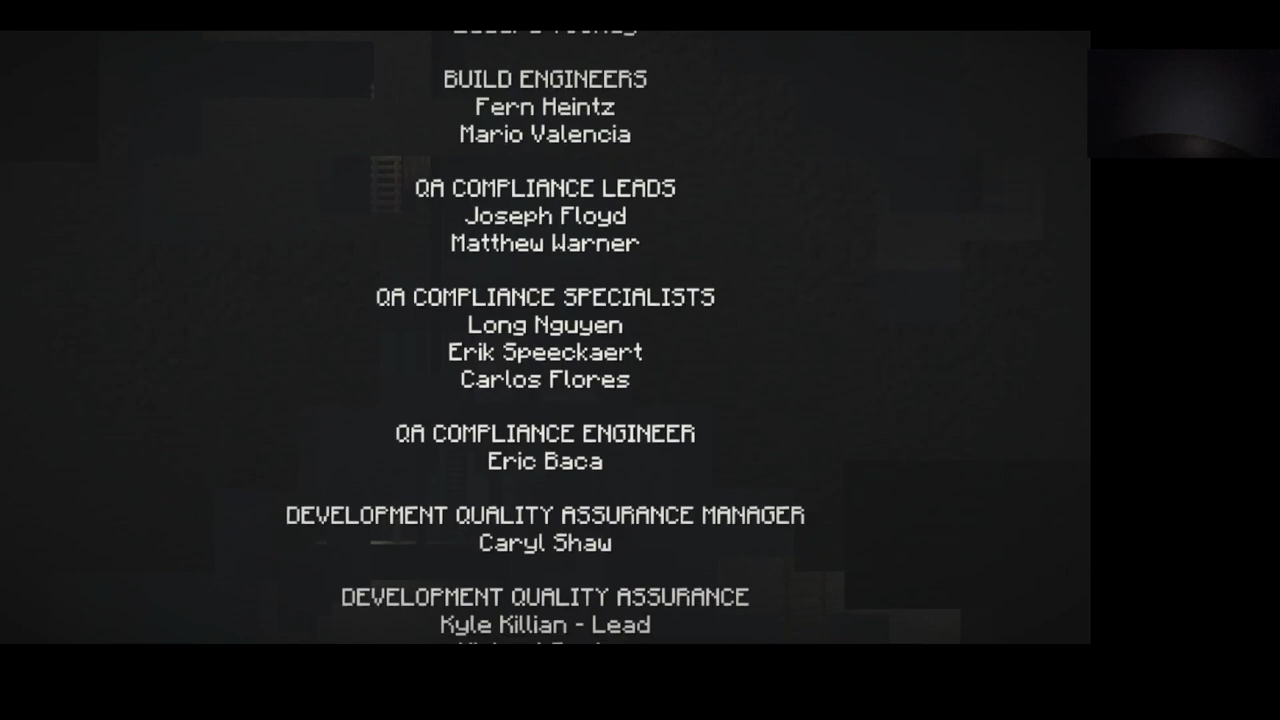 BUILD ENGINEERS
Fern Heintz
Mario Valencia
QA COMPLIANCE LEADS
Joseph Floyd
Matthew Warner
QA COMPLIANCE SPECIALISTS
Long Nguyen
Erik Speeckaert
Carlos Flores
QA COMPLIANCE ENGINEER
Eric Baca
DEVELOPMENT QUALITY ASSURANCE MANAGER
Caryl Shaw
DEVELOPMENT QUALITY ASSURANCE
Kyle Killian - Lead